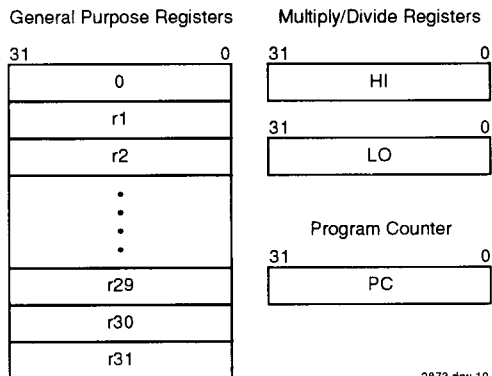 General Purpose Registers
31 0
0
r1
r2
r29
r30
r31
Multiply/Divide Registers
31 0
HI
31 0
LO
Program Counter
31 0
PC